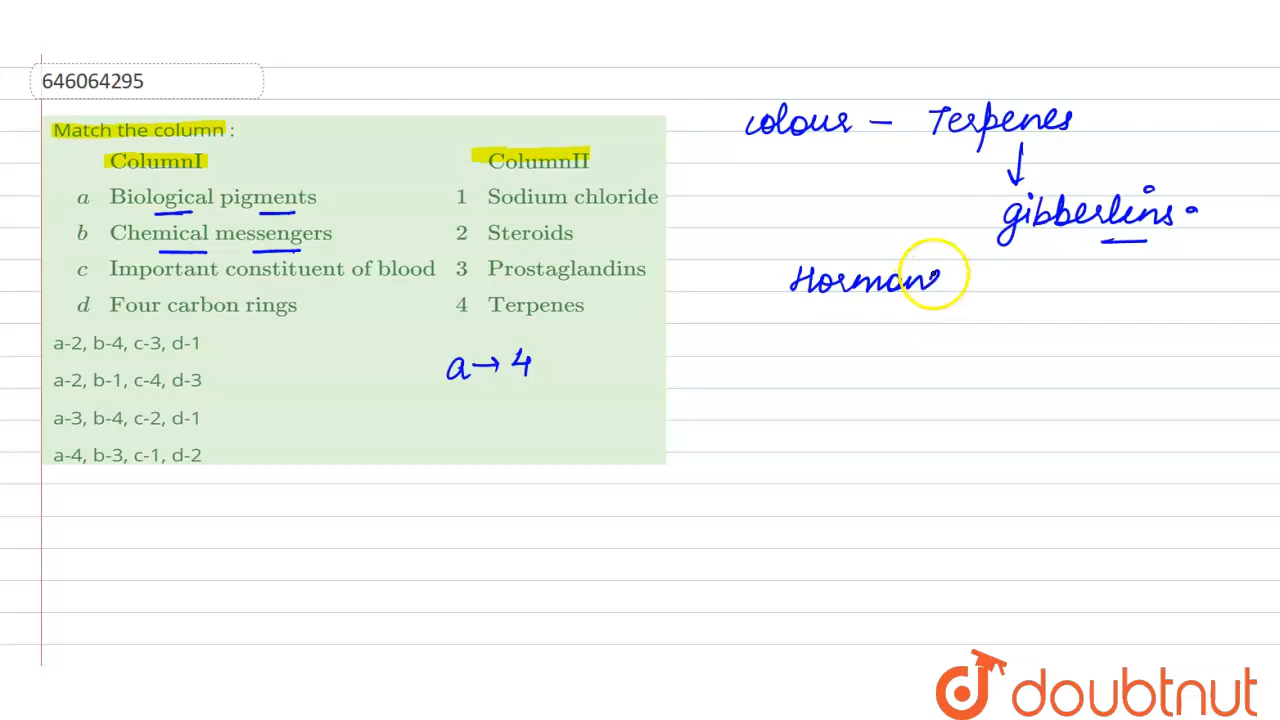 646064295
Match the column :
ColumnI ColumnII
a Biological pigments 1 Sodium chloride
b Chemical messengers 2 Steroids
c Important constituent of blood 3 Prostaglandins
d Four carbon rings 4 Terpenes
a-2, b-4, c-3, d-1
a-2, b-1, c-4, d-3
a-3, b-4, c-2, d-1
a-4, b-3, c-1, d-2
a → 4
colour - Terpenes
↓
gibberlins.
Hormon
doubtnut